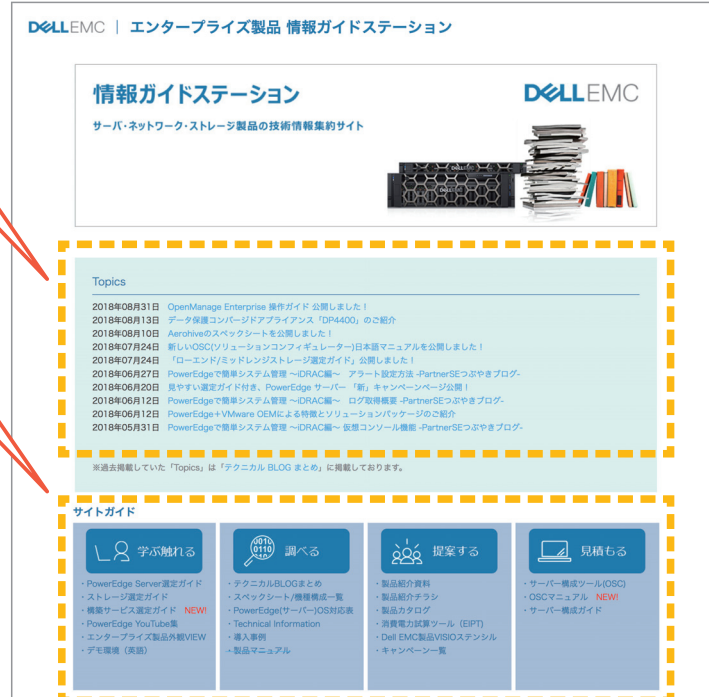 DELLEMC | エンタープライズ製品 情報ガイドステーション
情報ガイドステーション
DELLEMC
サーバ・ネットワーク・ストレージ製品の技術情報集約サイト
Topics
2018年08月31日 OpenManage Enterprise 操作ガイド 公開しました！
2018年08月13日 データ保護コンバージドアプライアンス「DP4400」のご紹介
2018年08月10日 Aerohiveのスペックシートを公開しました！
2018年07月24日 新しいOSC(ソリューションコンフィギュレーター)日本語マニュアルを公開しました！
2018年07月24日 「ローエンド/ミッドレンジストレージ選定ガイド」公開しました！
2018年06月27日 PowerEdgeで簡単システム管理 〜iDRAC編〜 アラート設定方法 -PartnerSEつぶやきブログ-
2018年06月20日 見やすい選定ガイド付き、PowerEdge サーバー 「新」キャンペーンページ公開！
2018年06月12日 PowerEdgeで簡単システム管理 〜iDRAC編〜 ログ取得概要 -PartnerSEつぶやきブログ-
2018年06月12日 PowerEdge＋VMware OEMによる特徴とソリューションパッケージのご紹介
2018年05月31日 PowerEdgeで簡単システム管理 〜iDRAC編〜 仮想コンソール機能 -PartnerSEつぶやきブログ-
※過去掲載していた「Topics」は「テクニカル BLOG まとめ」に掲載しております。
サイトガイド
学ぶ触れる
・PowerEdge Server選定ガイド
・ストレージ選定ガイド
・構築サービス選定ガイド NEW!
・PowerEdge YouTube集
・エンタープライズ製品外観VIEW
・デモ環境（英語）
調べる
・テクニカルBLOGまとめ
・スペックシート/機種構成一覧
・PowerEdge(サーバー)OS対応表
・Technical Information
・導入事例
・製品マニュアル
提案する
・製品紹介資料
・製品紹介チラシ
・製品カタログ
・消費電力試算ツール（EIPT）
・Dell EMC製品VISIOステンシル
・キャンペーン一覧
見積もる
・サーバー構成ツール(OSC)
・OSCマニュアル NEW!
・サーバー構成ガイド